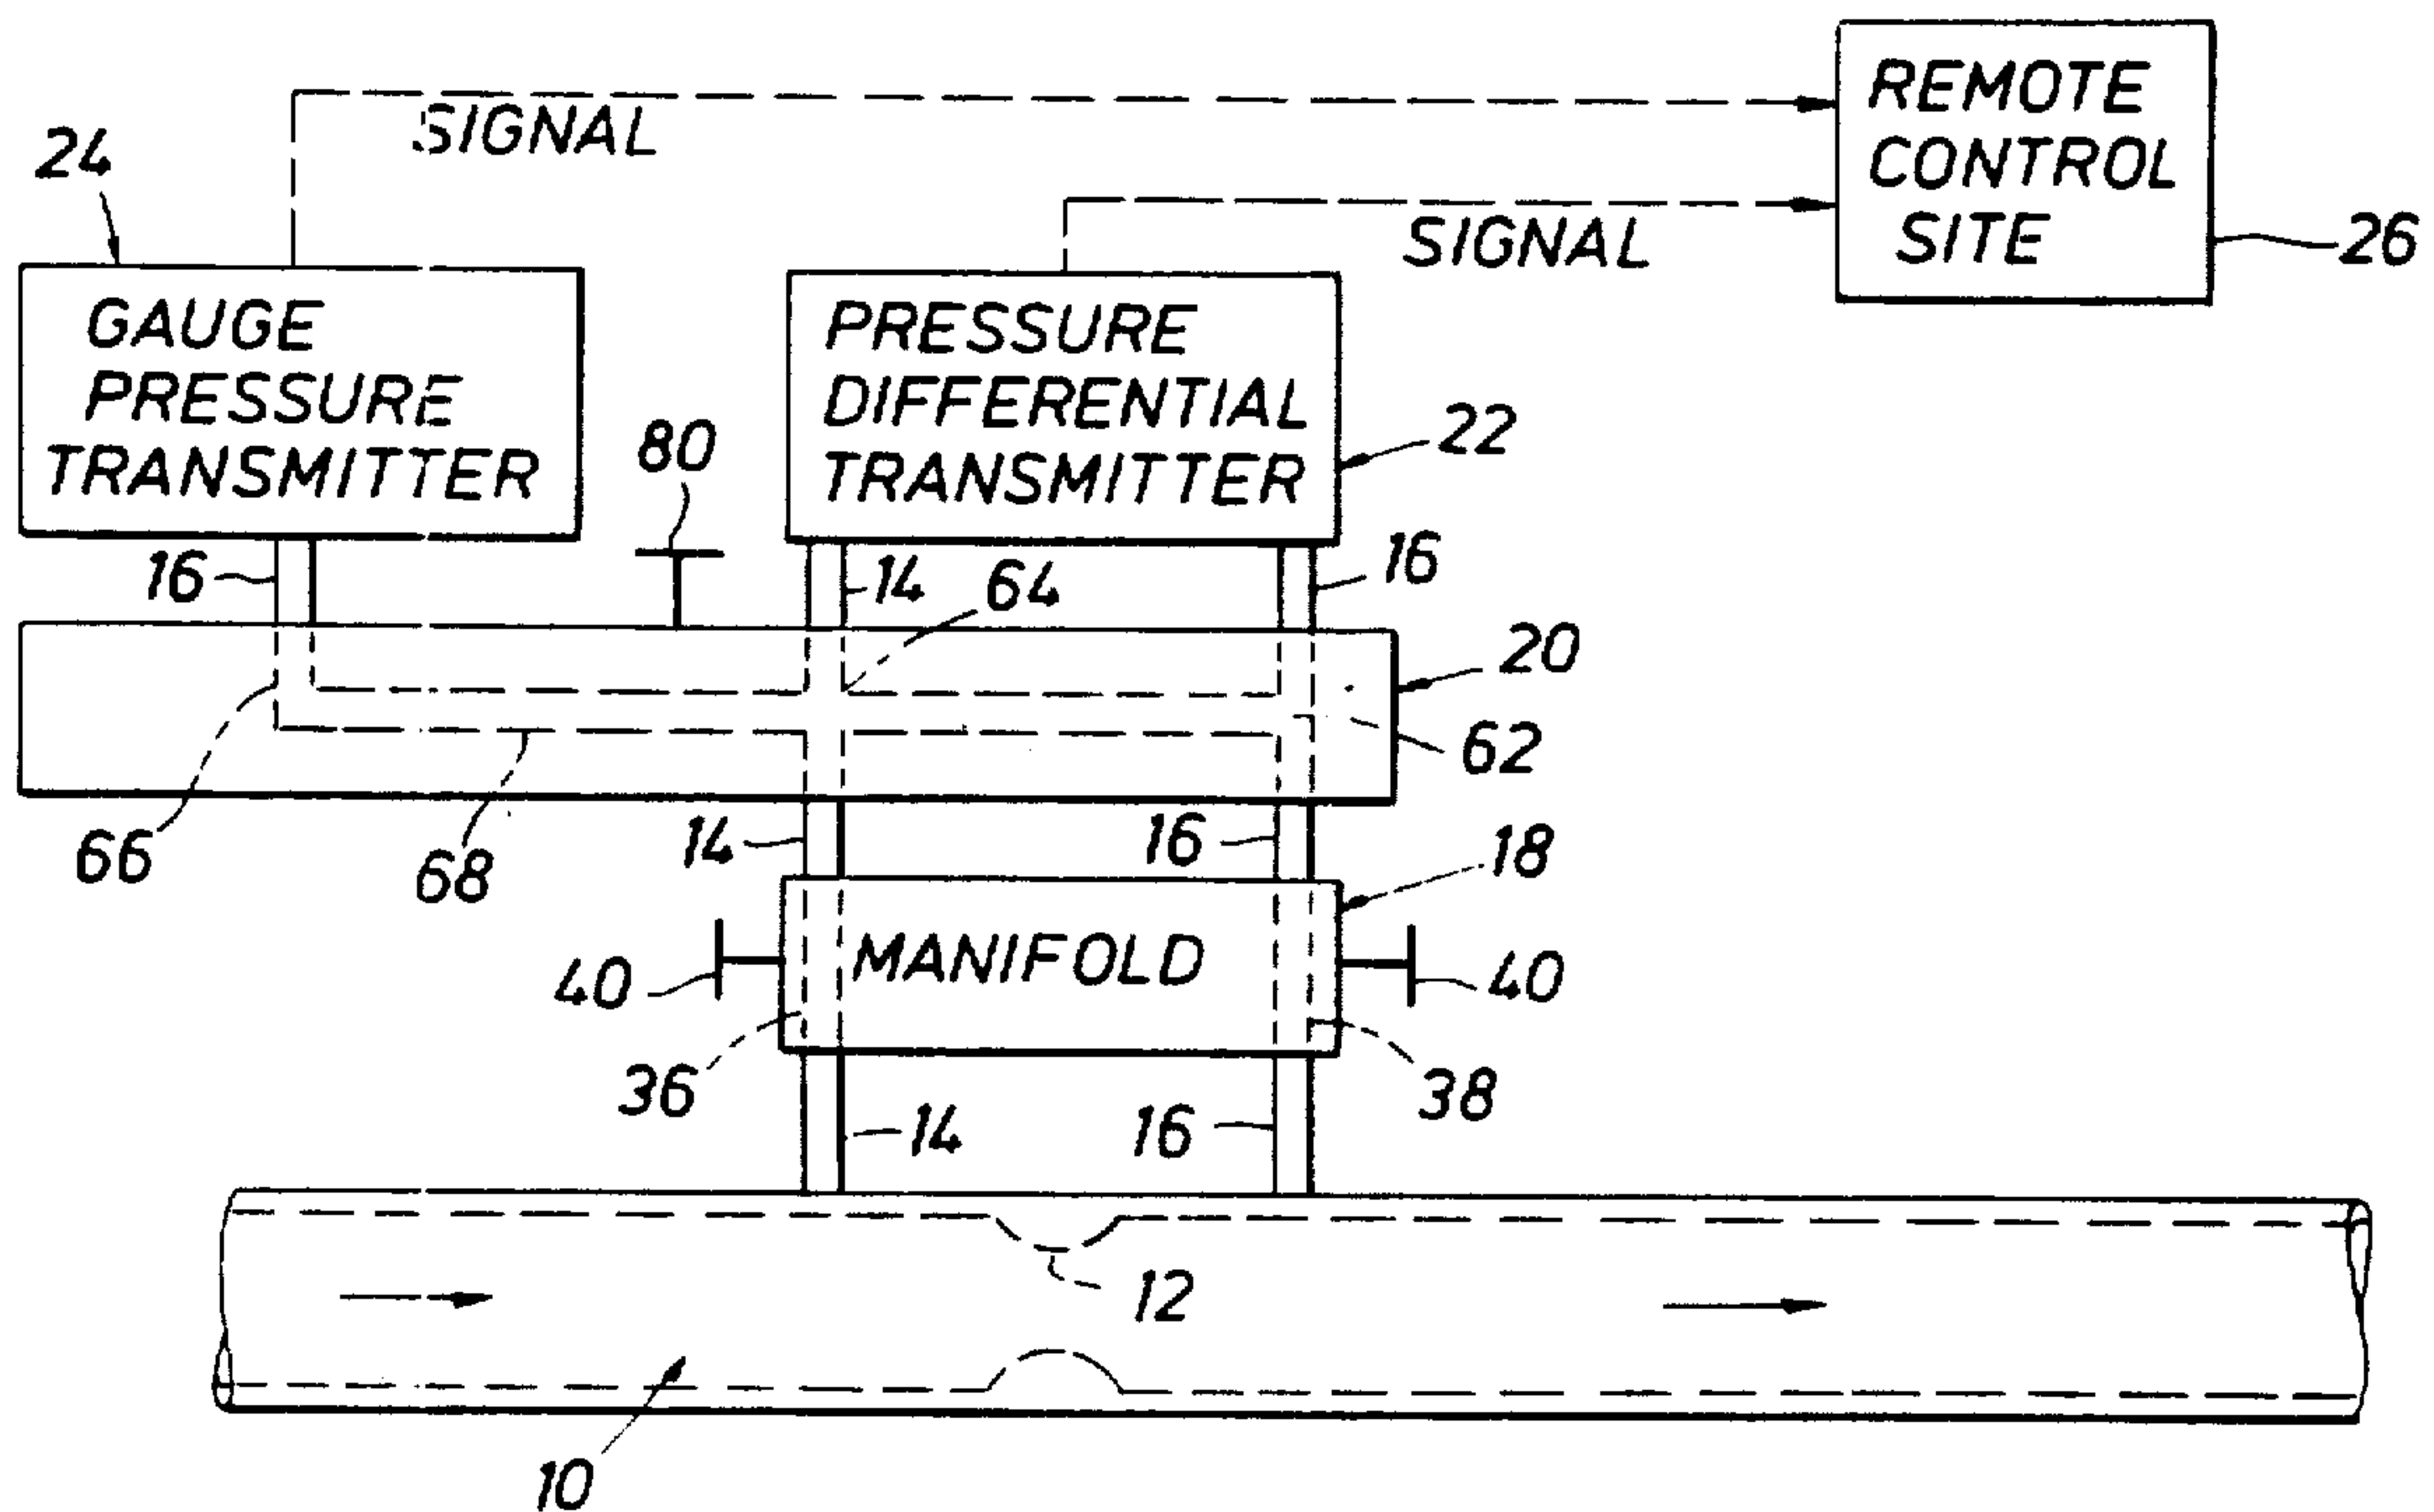 REMOTE
CONTROL
SITE
26
SIGNAL
SIGNAL
24
GAUGE
PRESSURE
TRANSMITTER
PRESSURE
DIFFERENTIAL
TRANSMITTER
22
80
16
14
64
16
20
62
66
68
14
16
18
MANIFOLD
40
40
36
38
14
16
12
10